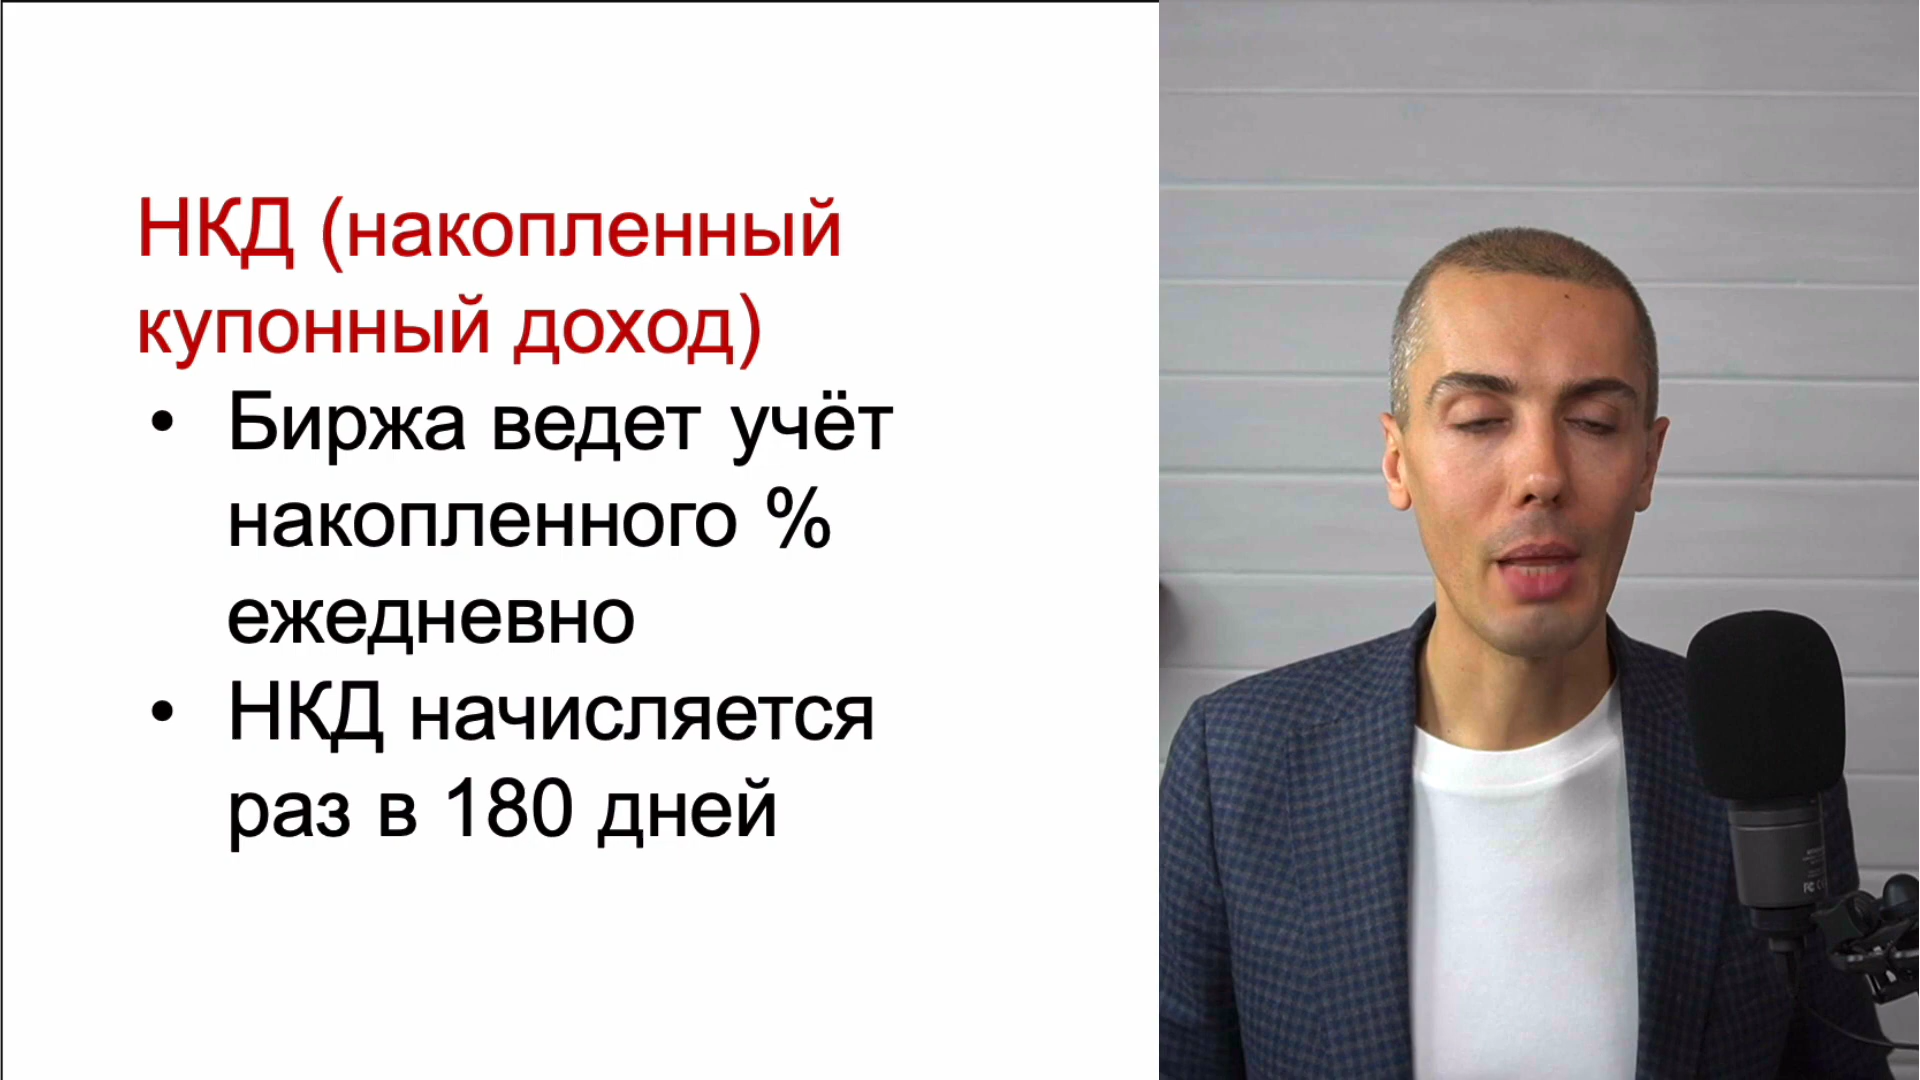 НКД (накопленный
купонный доход)
• Биржа ведет учёт
накопленного %
ежедневно
• НКД начисляется
раз в 180 дней